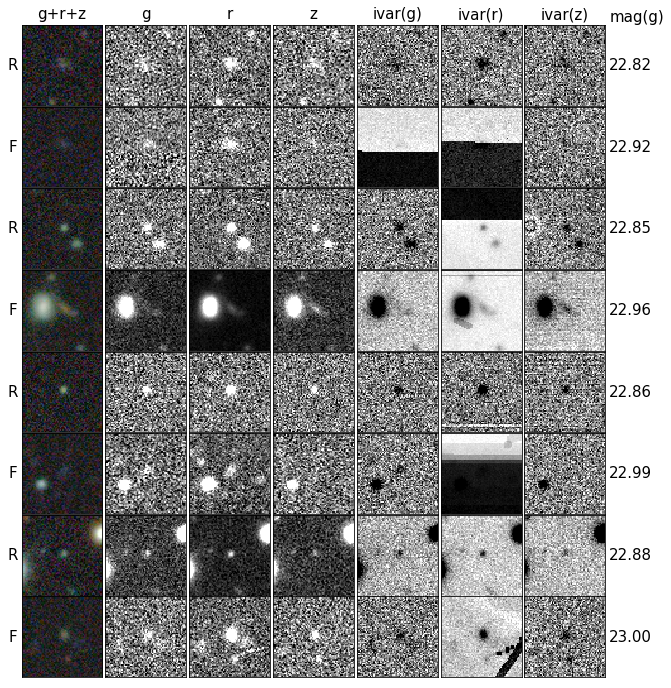 g+r+z g r z ivar(g) ivar(r) ivar(z) mag(g)
R 22.82
F 22.92
R 22.85
F 22.96
R 22.86
F 22.99
R 22.88
F 23.00